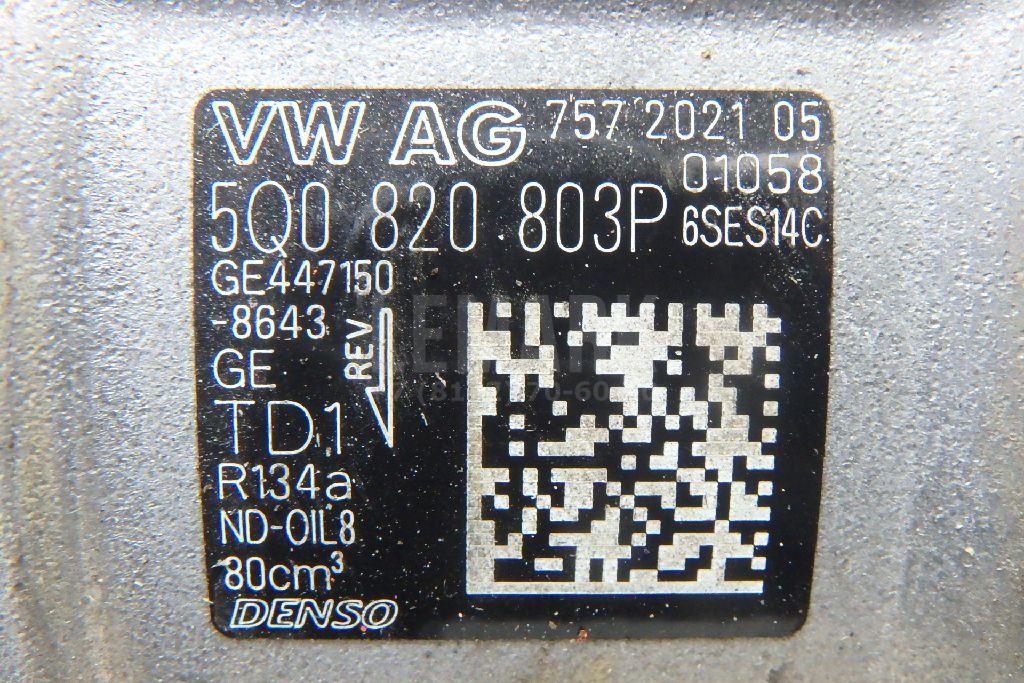 VW AG 757 2021 05
01058
5Q0 820 803P 6SES14C
GE447150
-8643
REV
GE
TD1
R134a
ND-OIL8
80cm³
DENSO